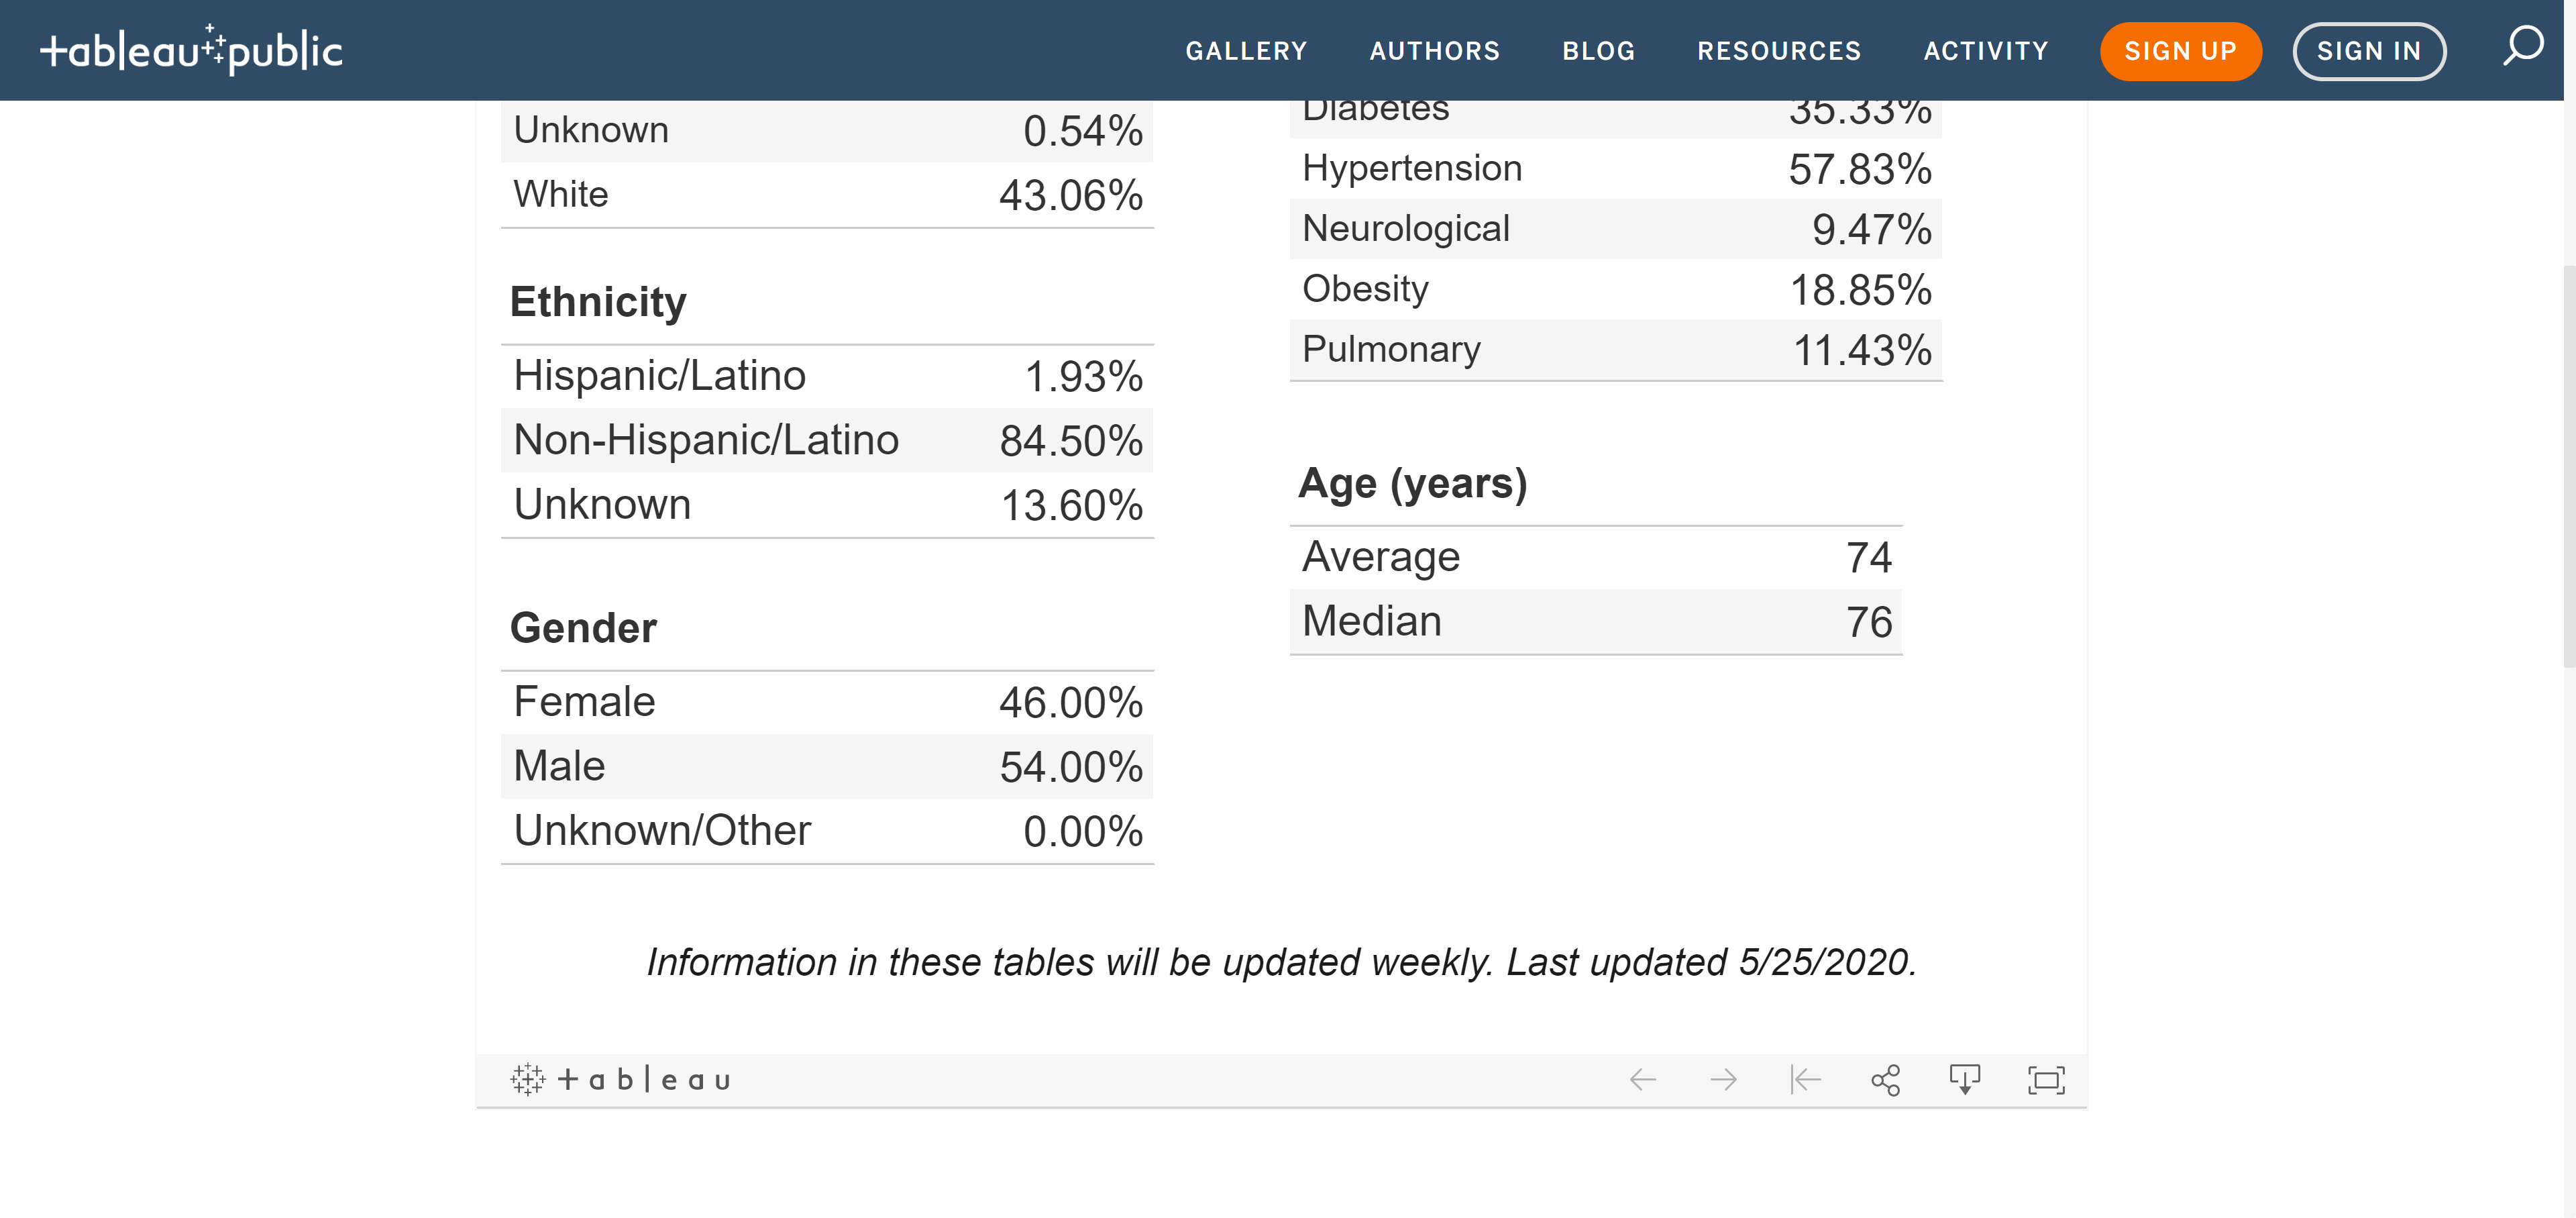 tableau public
GALLERY AUTHORS BLOG RESOURCES ACTIVITY SIGN UP SIGN IN
Unknown 0.54%
White 43.06%
Ethnicity
Hispanic/Latino 1.93%
Non-Hispanic/Latino 84.50%
Unknown 13.60%
Gender
Female 46.00%
Male 54.00%
Unknown/Other 0.00%
Diabetes 35.33%
Hypertension 57.83%
Neurological 9.47%
Obesity 18.85%
Pulmonary 11.43%
Age (years)
Average 74
Median 76
Information in these tables will be updated weekly. Last updated 5/25/2020.
tableau